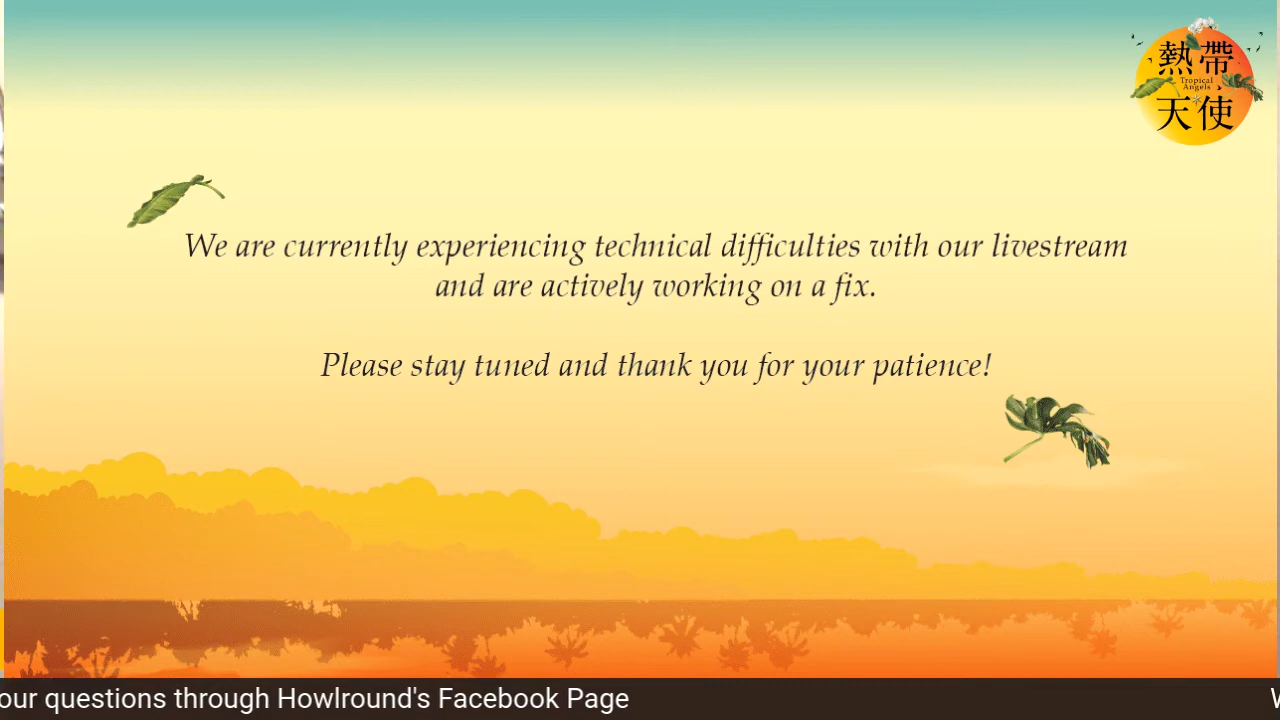 熱帶
Tropical
Angels
天使
We are currently experiencing technical difficulties with our livestream
and are actively working on a fix.
Please stay tuned and thank you for your patience!
our questions through Howlround's Facebook Page